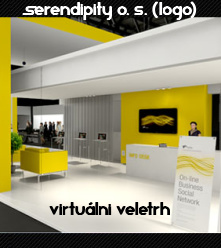 Serendipity o. s. (logo)
On-line
Business
Social
Network
virtuální veletrh